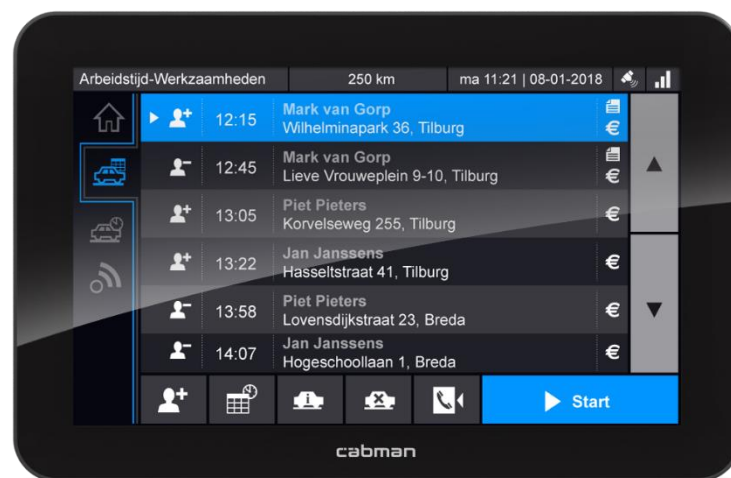 Arbeidstijd-Werkzaamheden 250 km ma 11:21 | 08-01-2018
12:15 Mark van Gorp
Wilhelminapark 36, Tilburg €
12:45 Mark van Gorp
Lieve Vrouweplein 9-10, Tilburg €
13:05 Piet Pieters
Korvelseweg 255, Tilburg €
13:22 Jan Janssens
Hasseltstraat 41, Tilburg €
13:58 Piet Pieters
Lovensdijkstraat 23, Breda €
14:07 Jan Janssens
Hogeschoollaan 1, Breda €
Start
cabman